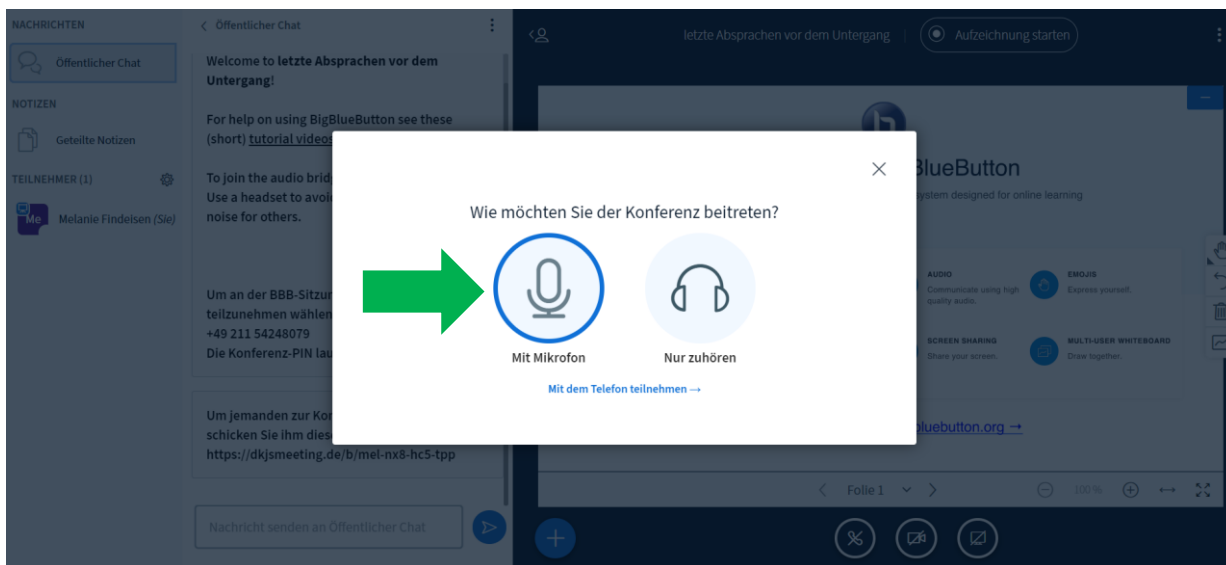 NACHRICHTEN
Öffentlicher Chat
NOTIZEN
Geteilte Notizen
TEILNEHMER (1)
Me
Melanie Findeisen (Sie)
Öffentlicher Chat
Welcome to letzte Absprachen vor dem
Untergang!
For help on using BigBlueButton see these
(short) tutorial videos
To join the audio
Use a headset to
noise for others.
Um an der BBB-
teilzunehmen wählen
+49 211 54248079
Die Konferenz-PIN
Um jemanden zur
schicken Sie ihm
https://dkjsmeeting.de/b/mel-nx8-hc5-tpp
Nachricht senden an Öffentlicher Chat
letzte Absprachen vor dem Untergang
Aufzeichnung starten
BlueButton
system designed for online learning
Wie möchten Sie der Konferenz beitreten?
Mit Mikrofon
Nur zuhören
Mit dem Telefon teilnehmen →
AUDIO
Communicate using high
quality audio.
EMOJIS
Express yourself.
SCREEN SHARING
Share your screen.
MULTI-USER WHITEBOARD
Draw together.
bluebutton.org →
Folie 1
100 %